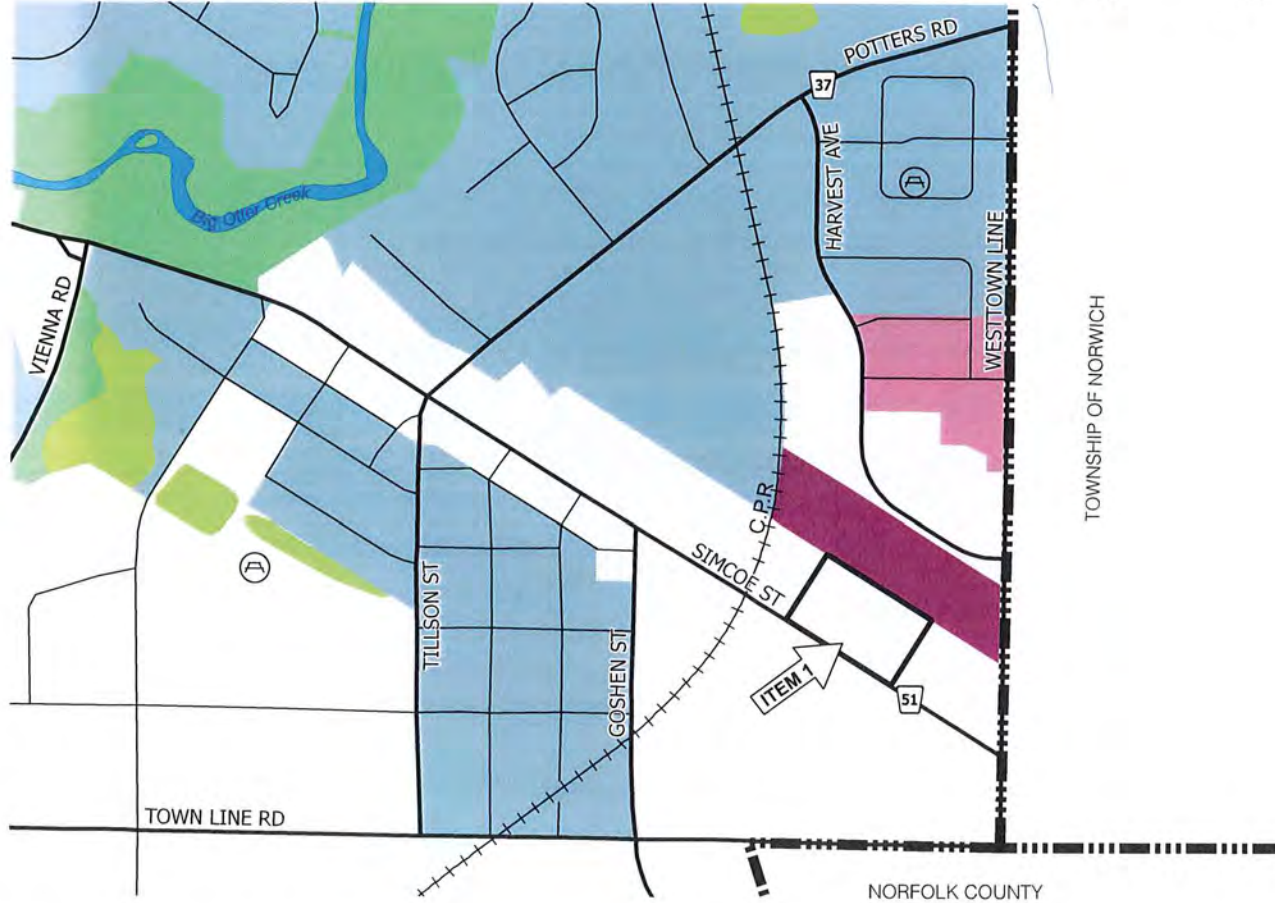 POTTERS RD
37
HARVEST AVE
Big Otter Creek
WESTTOWN LINE
VIENNA RD
TOWNSHIP OF NORWICH
C.P.R
SIMCOE ST
TILLSON ST
GOSHEN ST
ITEM 1
51
TOWN LINE RD
NORFOLK COUNTY